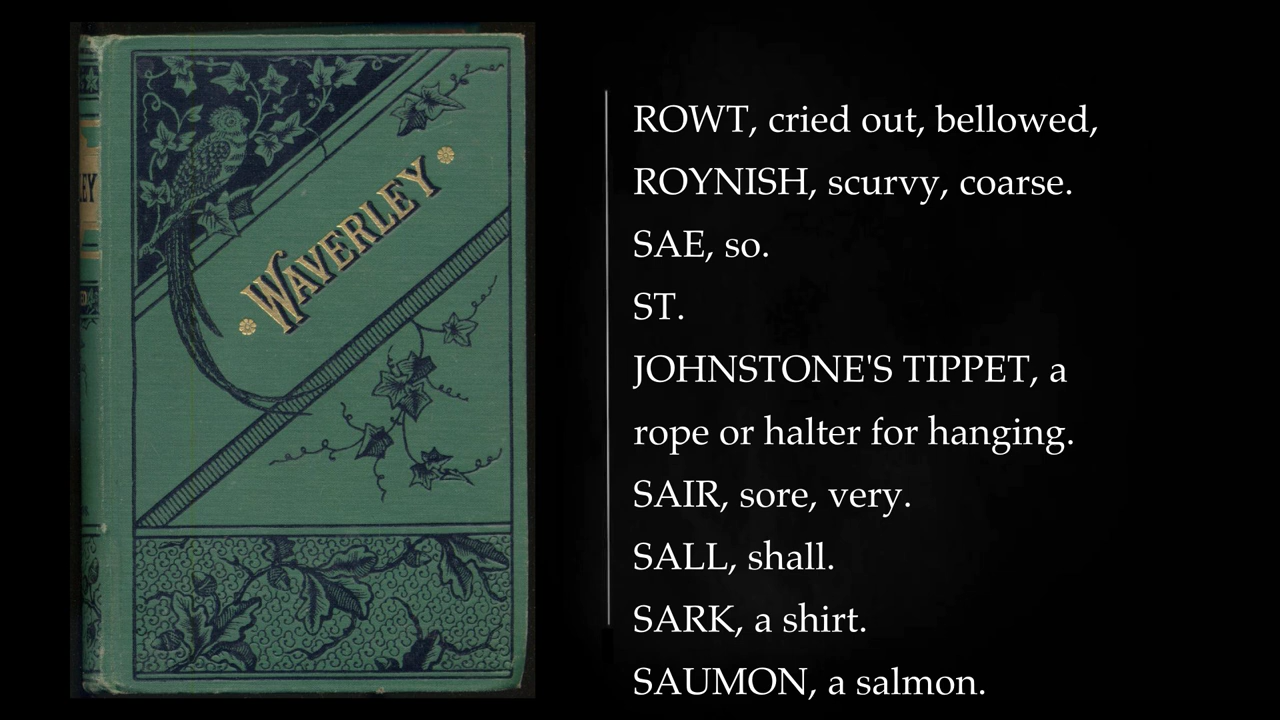 WAVERLEY
EY
ROWT, cried out, bellowed,
ROYNISH, scurvy, coarse.
SAE, so.
ST.
JOHNSTONE'S TIPPET, a
rope or halter for hanging.
SAIR, sore, very.
SALL, shall.
SARK, a shirt.
SAUMON, a salmon.